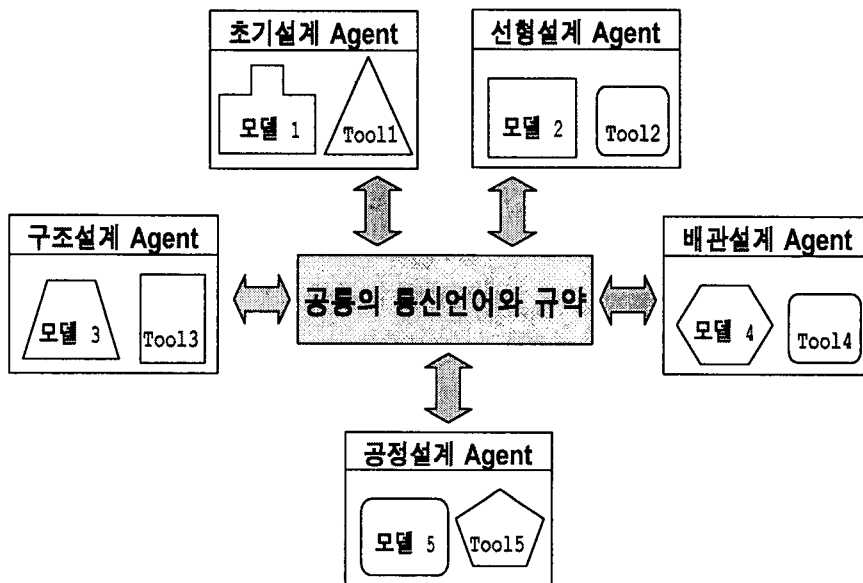 초기설계 Agent
모델 1
Tool1
선형설계 Agent
모델 2
Tool2
구조설계 Agent
모델 3
Tool3
공통의 통신언어와 규약
배관설계 Agent
모델 4
Tool4
공정설계 Agent
모델 5
Tool5